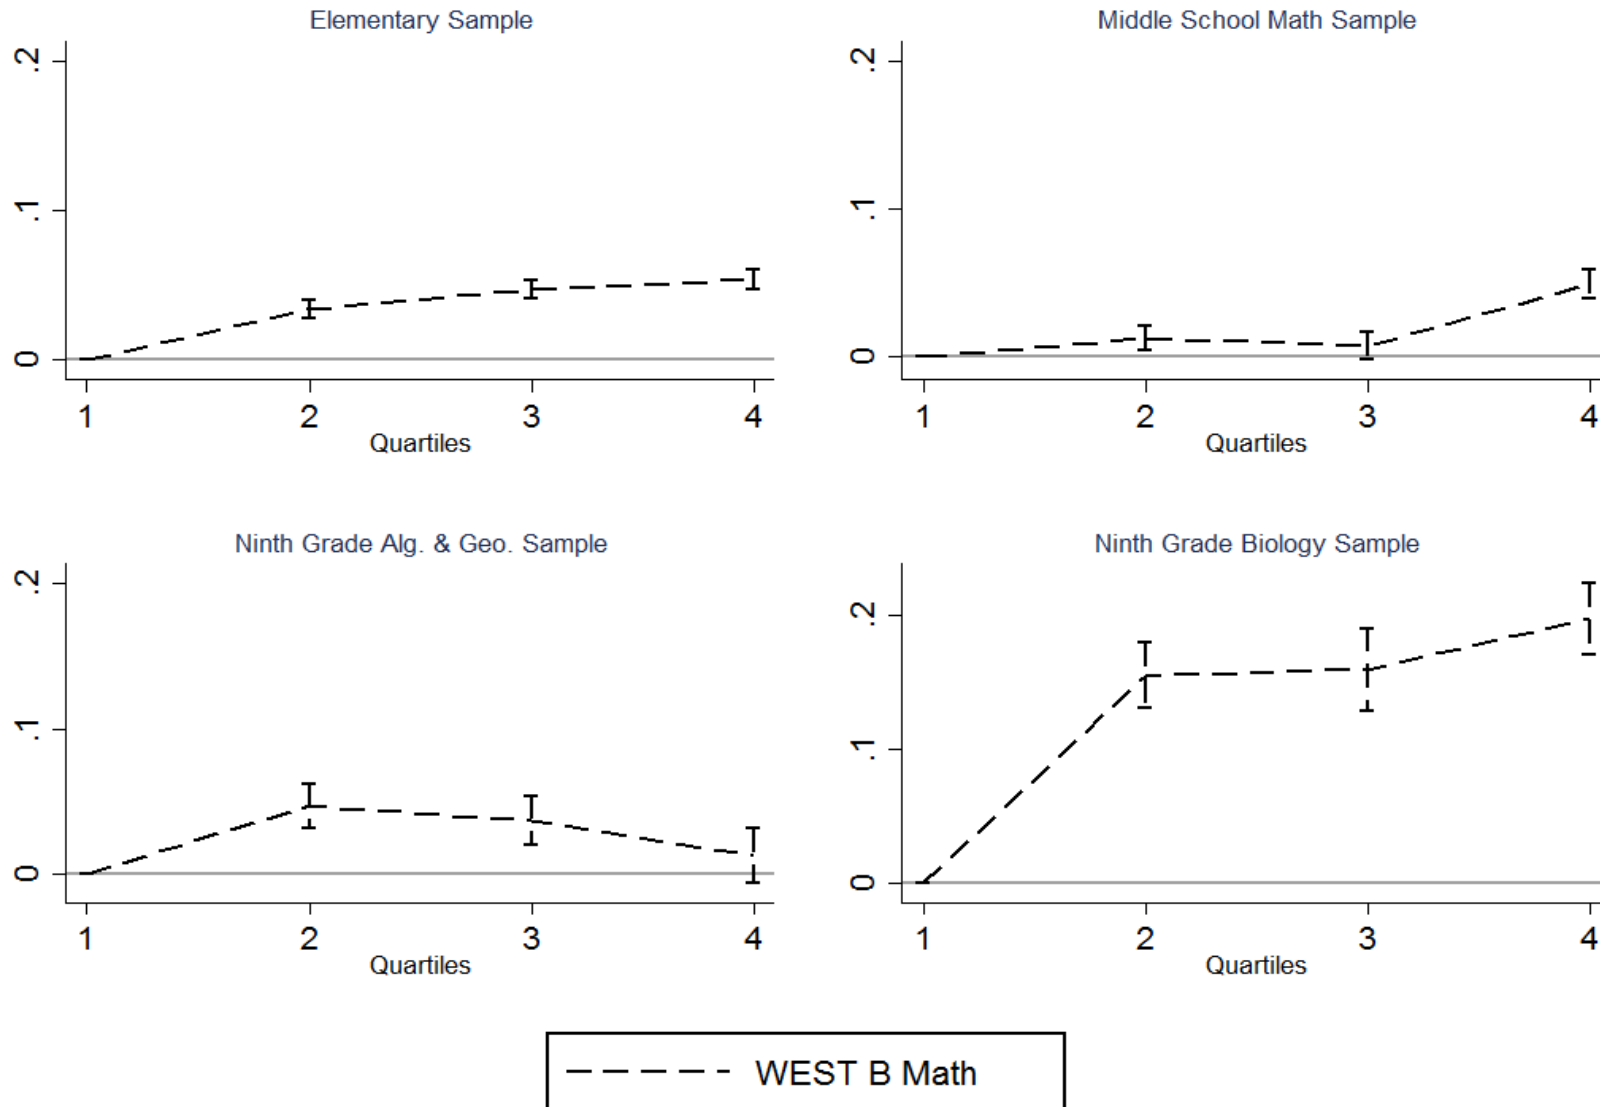 Elementary Sample
.2
.1
0
1 2 3 4
Quartiles
Middle School Math Sample
.2
.1
0
1 2 3 4
Quartiles
Ninth Grade Alg. & Geo. Sample
.2
.1
0
1 2 3 4
Quartiles
Ninth Grade Biology Sample
.2
.1
0
1 2 3 4
Quartiles
WEST B Math